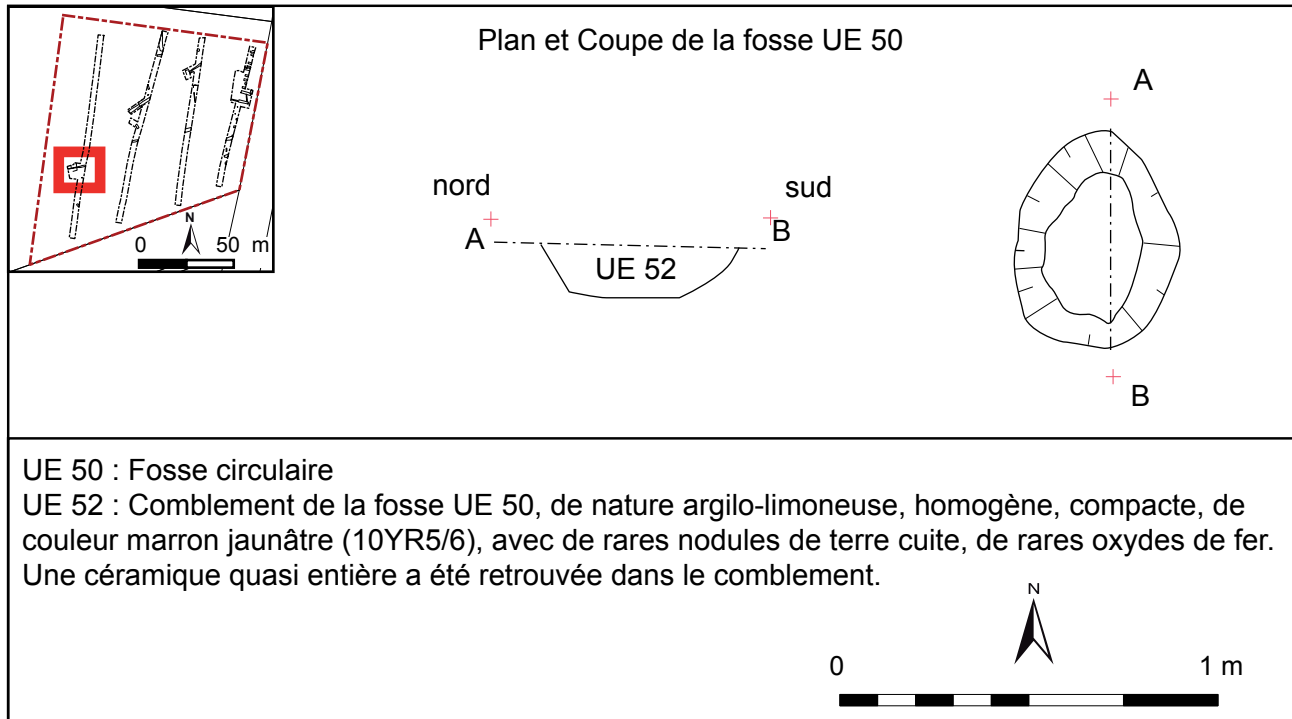 Plan et Coupe de la fosse UE 50
N
0 50 m
nord
sud
A
B
UE 52
A
B
UE 50 : Fosse circulaire
UE 52 : Comblement de la fosse UE 50, de nature argilo-limoneuse, homogène, compacte, de
couleur marron jaunâtre (10YR5/6), avec de rares nodules de terre cuite, de rares oxydes de fer.
Une céramique quasi entière a été retrouvée dans le comblement.
N
0 1 m